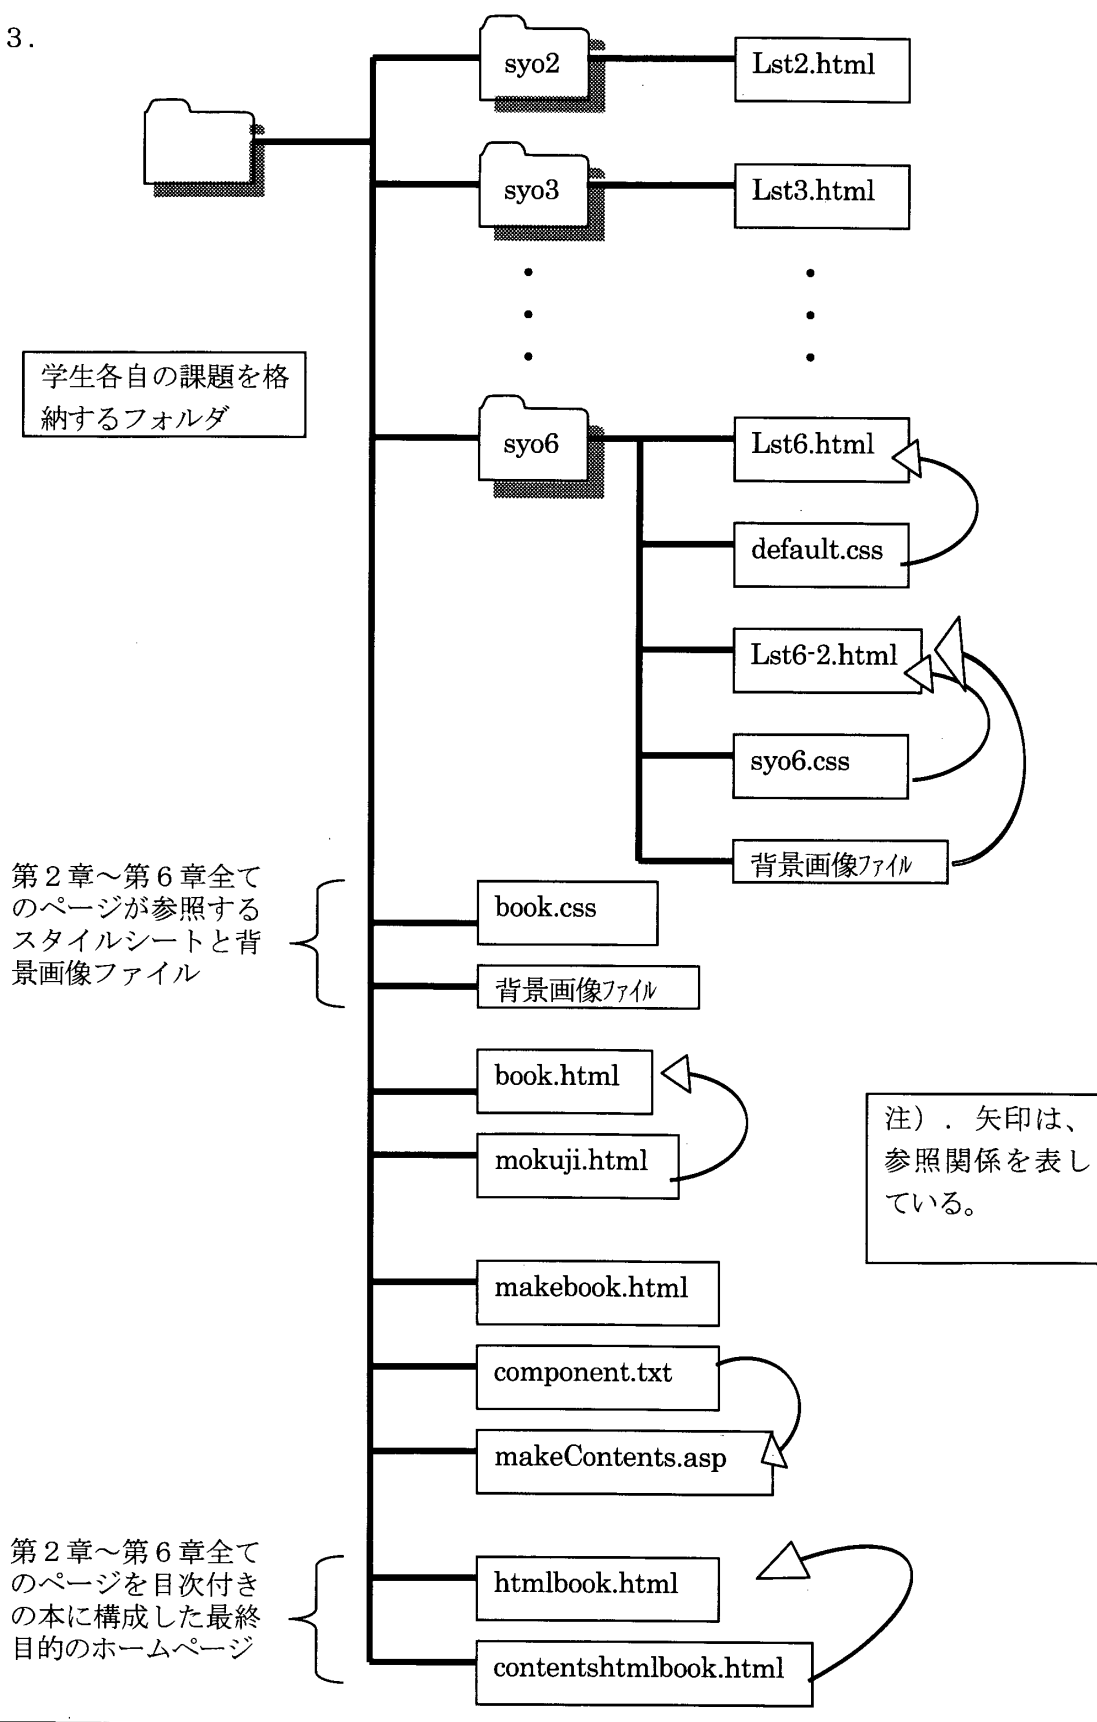 3.
syo2
Lst2.html
syo3
Lst3.html
学生各自の課題を格
納するフォルダ
syo6
Lst6.html
default.css
Lst6-2.html
syo6.css
背景画像ファイル
第2章～第6章全て
のページが参照する
スタイルシートと背
景画像ファイル
book.css
背景画像ファイル
book.html
mokuji.html
注）．矢印は、
参照関係を表し
ている。
makebook.html
component.txt
makeContents.asp
第2章～第6章全て
のページを目次付き
の本に構成した最終
目的のホームページ
htmlbook.html
contentshtmlbook.html